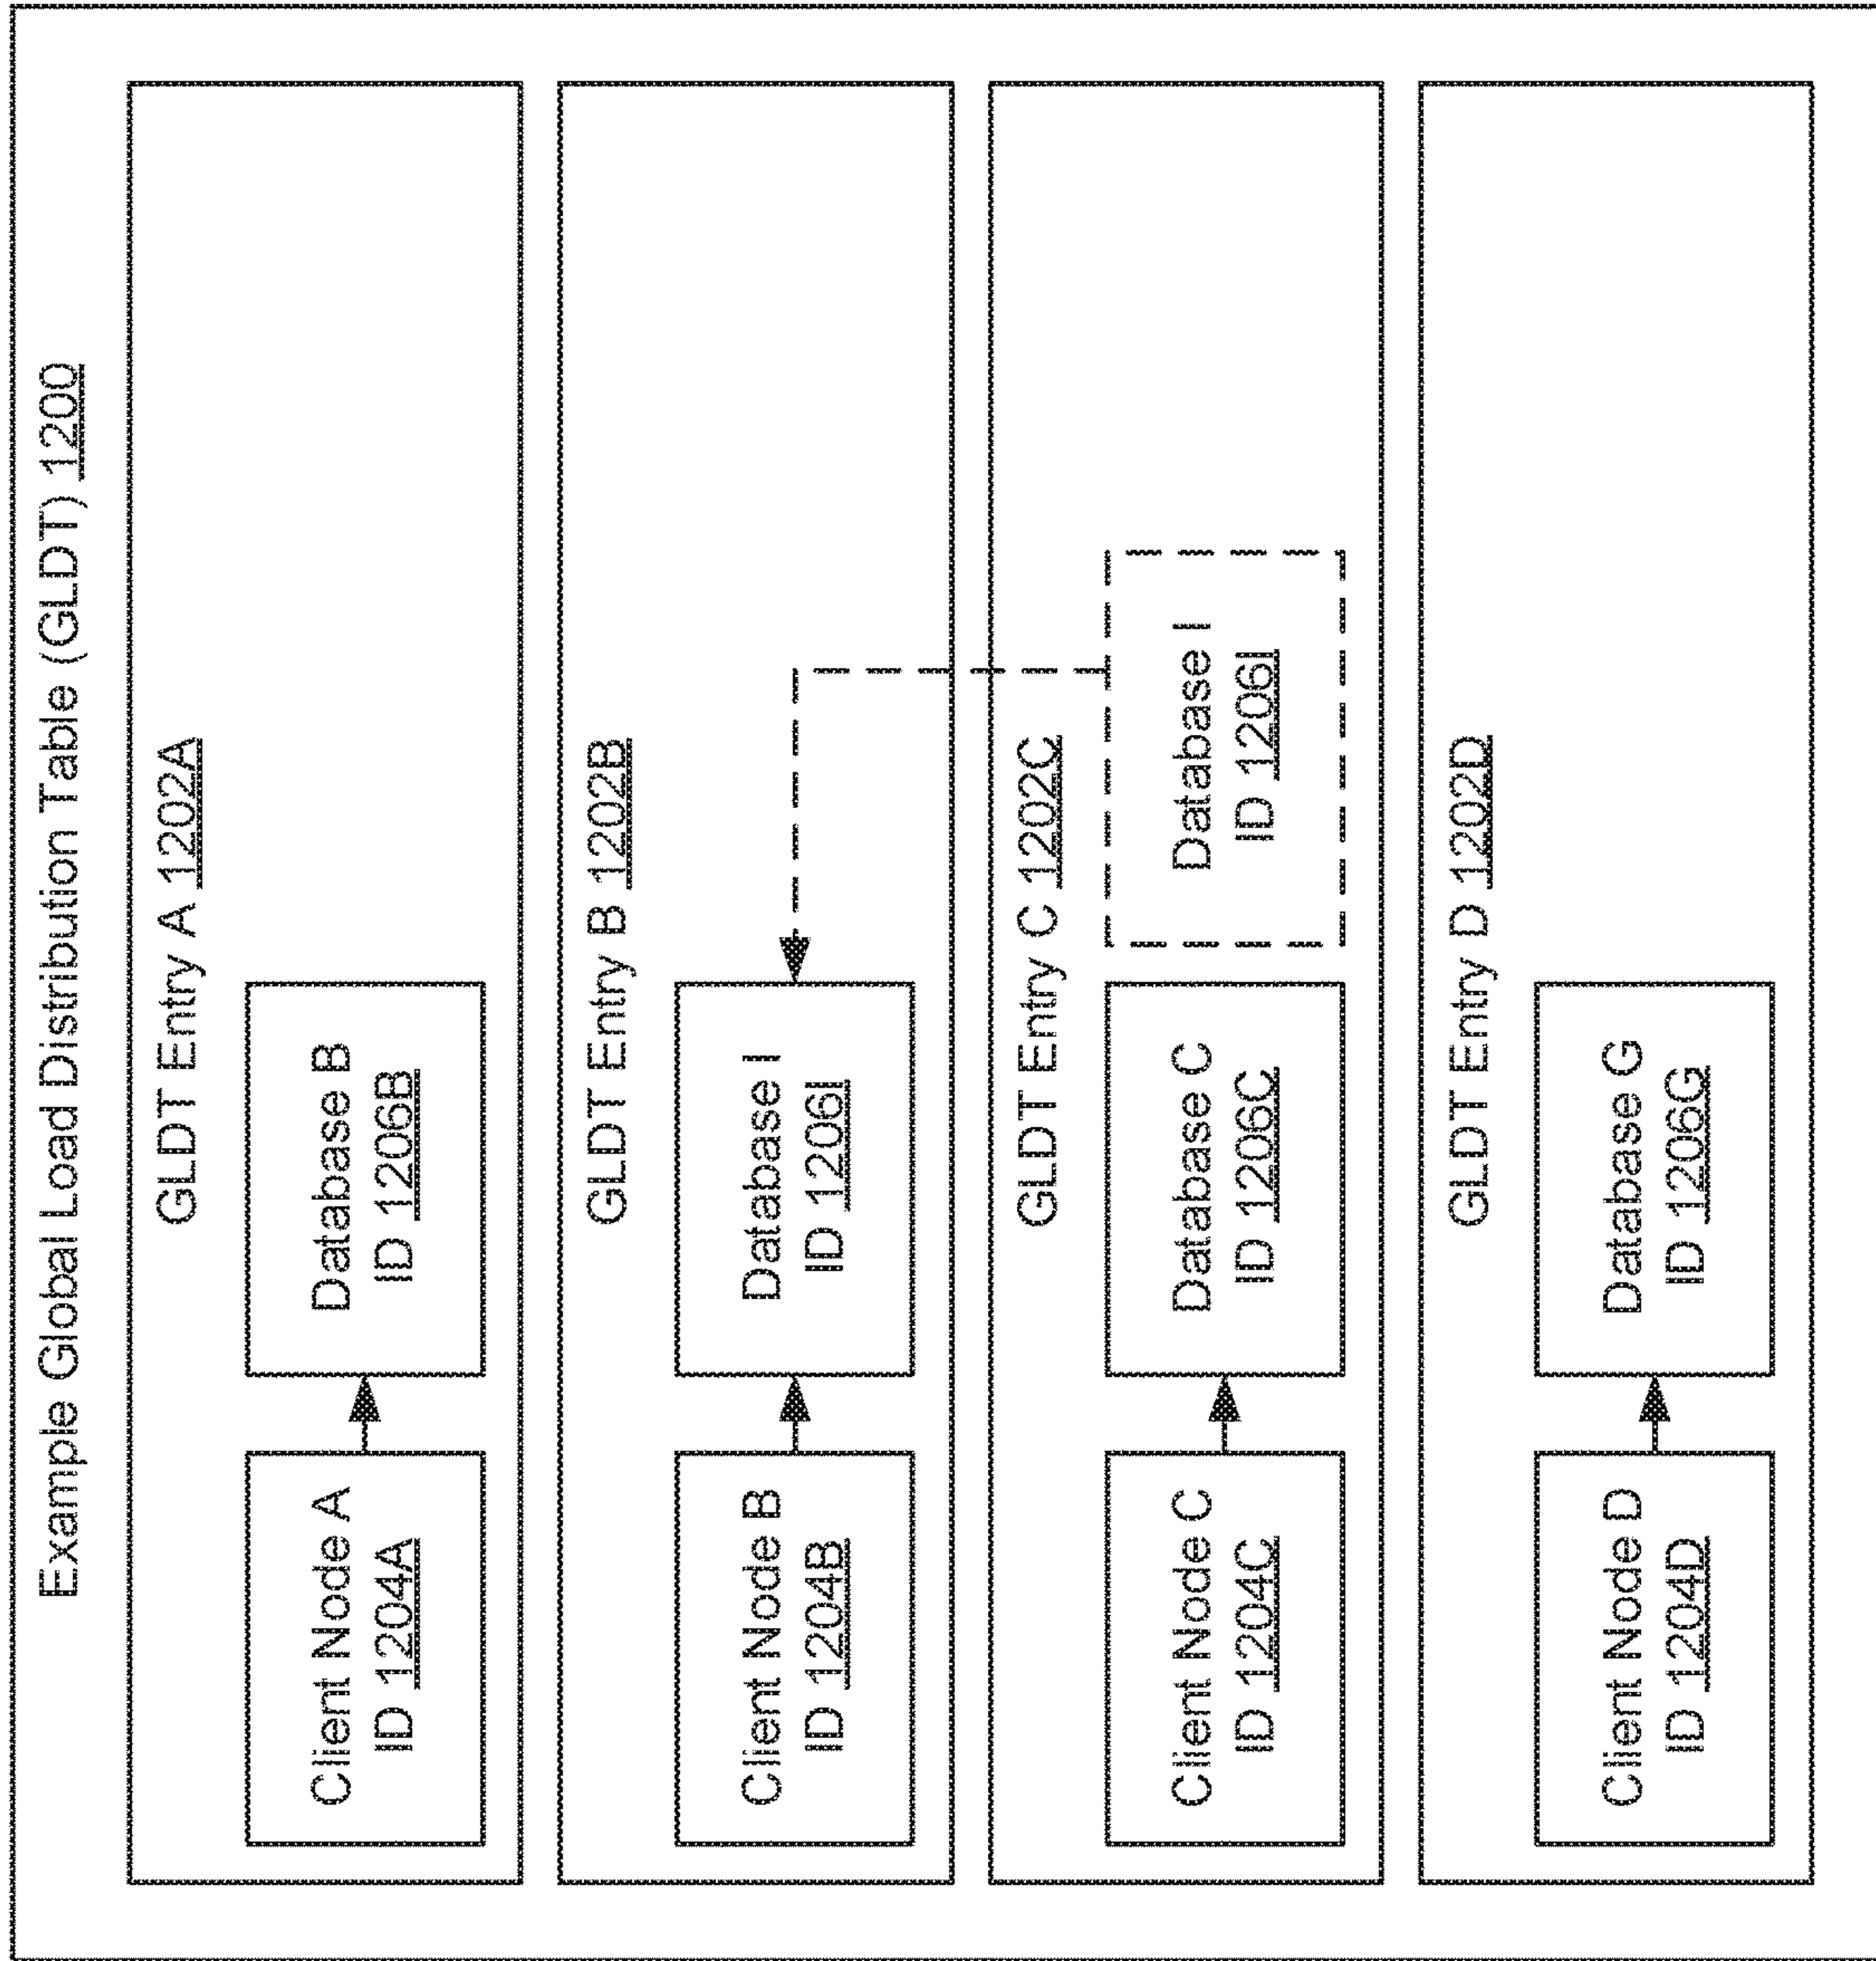 Example Global Load Distribution Table (GLDT) 1200
GLDT Entry A 1202A
Client Node A
ID 1204A
Database B
ID 1206B
GLDT Entry B 1202B
Client Node B
ID 1204B
Database I
ID 1206I
GLDT Entry C 1202C
Client Node C
ID 1204C
Database C
ID 1206C
Database I
ID 1206I
GLDT Entry D 1202D
Client Node D
ID 1204D
Database G
ID 1206G